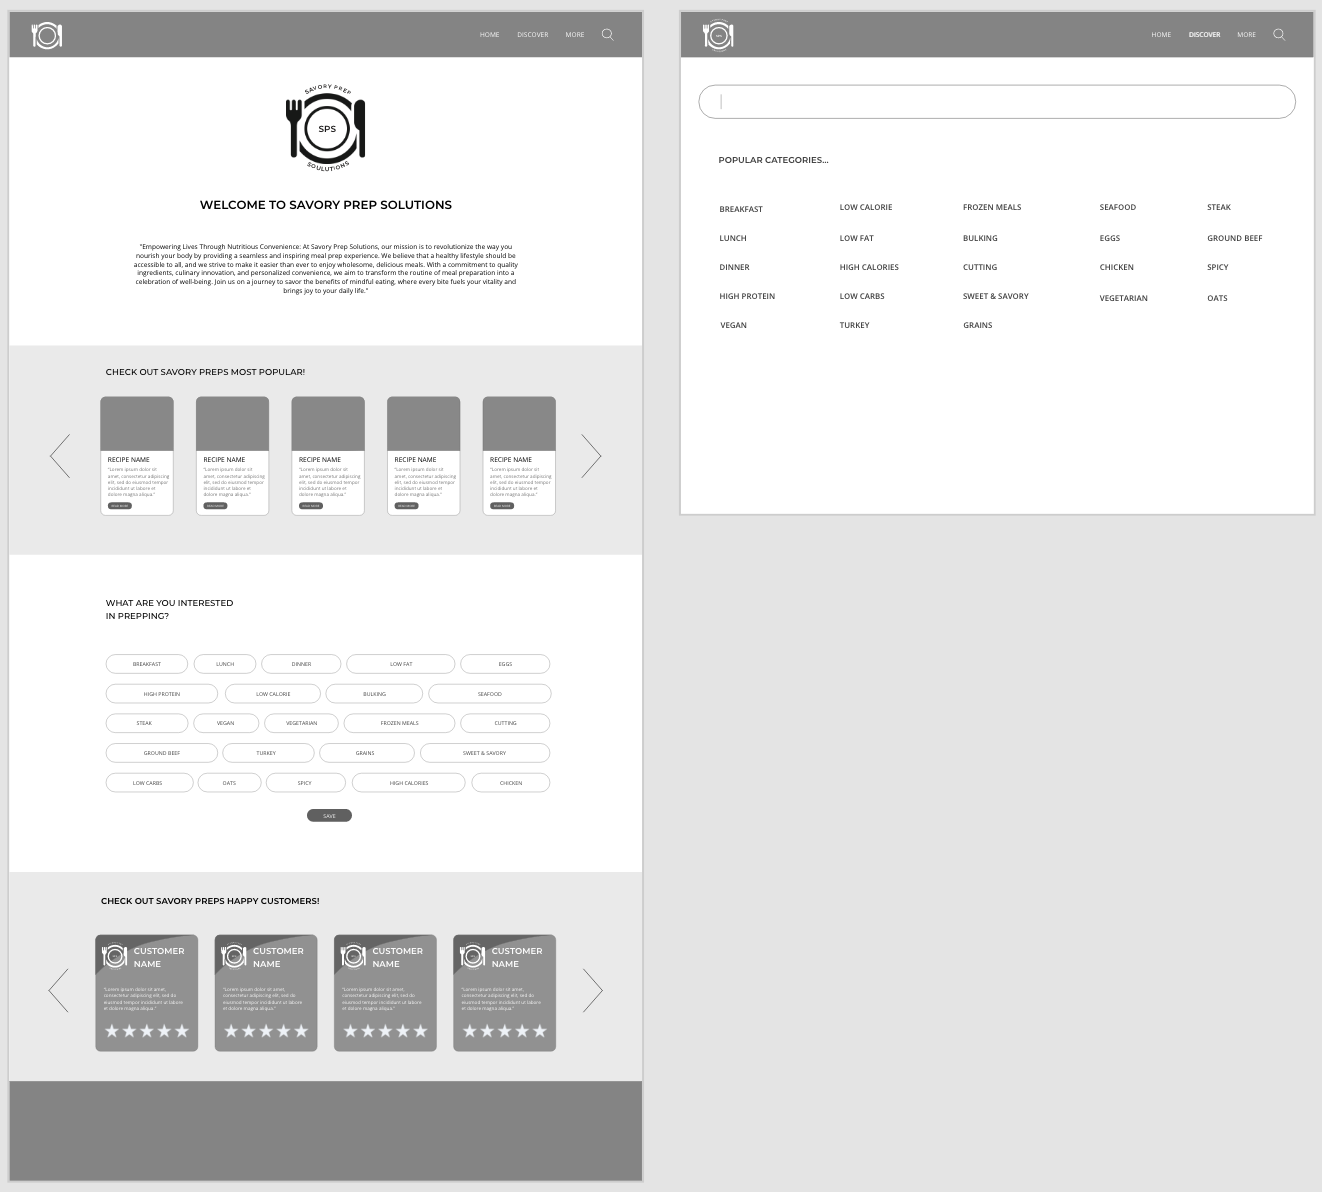 HOME DISCOVER MORE
SAVORY PREP
SPS
SOULUTIONS
WELCOME TO SAVORY PREP SOLUTIONS
"Empowering Lives Through Nutritious Convenience: At Savory Prep Solutions, our mission is to revolutionize the way you
nourish your body by providing a seamless and inspiring meal prep experience. We believe that a healthy lifestyle should be
accessible to all, and we strive to make it easier than ever to enjoy wholesome, delicious meals. With a commitment to quality
ingredients, culinary innovation, and personalized convenience, we aim to transform the routine of meal preparation into a
celebration of well-being. Join us on a journey to savor the benefits of mindful eating, where every bite fuels your vitality and
brings joy to your daily life."
CHECK OUT SAVORY PREPS MOST POPULAR!
RECIPE NAME
"Lorem ipsum dolor sit
amet, consectetur adipiscing
elit, sed do eiusmod tempor
incididunt ut labore et
dolore magna aliqua."
READ MORE
RECIPE NAME
"Lorem ipsum dolor sit
amet, consectetur adipiscing
elit, sed do eiusmod tempor
incididunt ut labore et
dolore magna aliqua."
READ MORE
RECIPE NAME
"Lorem ipsum dolor sit
amet, consectetur adipiscing
elit, sed do eiusmod tempor
incididunt ut labore et
dolore magna aliqua."
READ MORE
RECIPE NAME
"Lorem ipsum dolor sit
amet, consectetur adipiscing
elit, sed do eiusmod tempor
incididunt ut labore et
dolore magna aliqua."
READ MORE
RECIPE NAME
"Lorem ipsum dolor sit
amet, consectetur adipiscing
elit, sed do eiusmod tempor
incididunt ut labore et
dolore magna aliqua."
READ MORE
WHAT ARE YOU INTERESTED
IN PREPPING?
BREAKFAST LUNCH DINNER LOW FAT EGGS
HIGH PROTEIN LOW CALORIE BULKING SEAFOOD
STEAK VEGAN VEGETARIAN FROZEN MEALS CUTTING
GROUND BEEF TURKEY GRAINS SWEET & SAVORY
LOW CARBS OATS SPICY HIGH CALORIES CHICKEN
SAVE
CHECK OUT SAVORY PREPS HAPPY CUSTOMERS!
CUSTOMER
NAME
"Lorem ipsum dolor sit amet,
consectetur adipiscing elit, sed do
eiusmod tempor incididunt ut labore
et dolore magna aliqua."
CUSTOMER
NAME
"Lorem ipsum dolor sit amet,
consectetur adipiscing elit, sed do
eiusmod tempor incididunt ut labore
et dolore magna aliqua."
CUSTOMER
NAME
"Lorem ipsum dolor sit amet,
consectetur adipiscing elit, sed do
eiusmod tempor incididunt ut labore
et dolore magna aliqua."
CUSTOMER
NAME
"Lorem ipsum dolor sit amet,
consectetur adipiscing elit, sed do
eiusmod tempor incididunt ut labore
et dolore magna aliqua."
SPS
HOME DISCOVER MORE
POPULAR CATEGORIES...
BREAKFAST LOW CALORIE FROZEN MEALS SEAFOOD STEAK
LUNCH LOW FAT BULKING EGGS GROUND BEEF
DINNER HIGH CALORIES CUTTING CHICKEN SPICY
HIGH PROTEIN LOW CARBS SWEET & SAVORY VEGETARIAN OATS
VEGAN TURKEY GRAINS